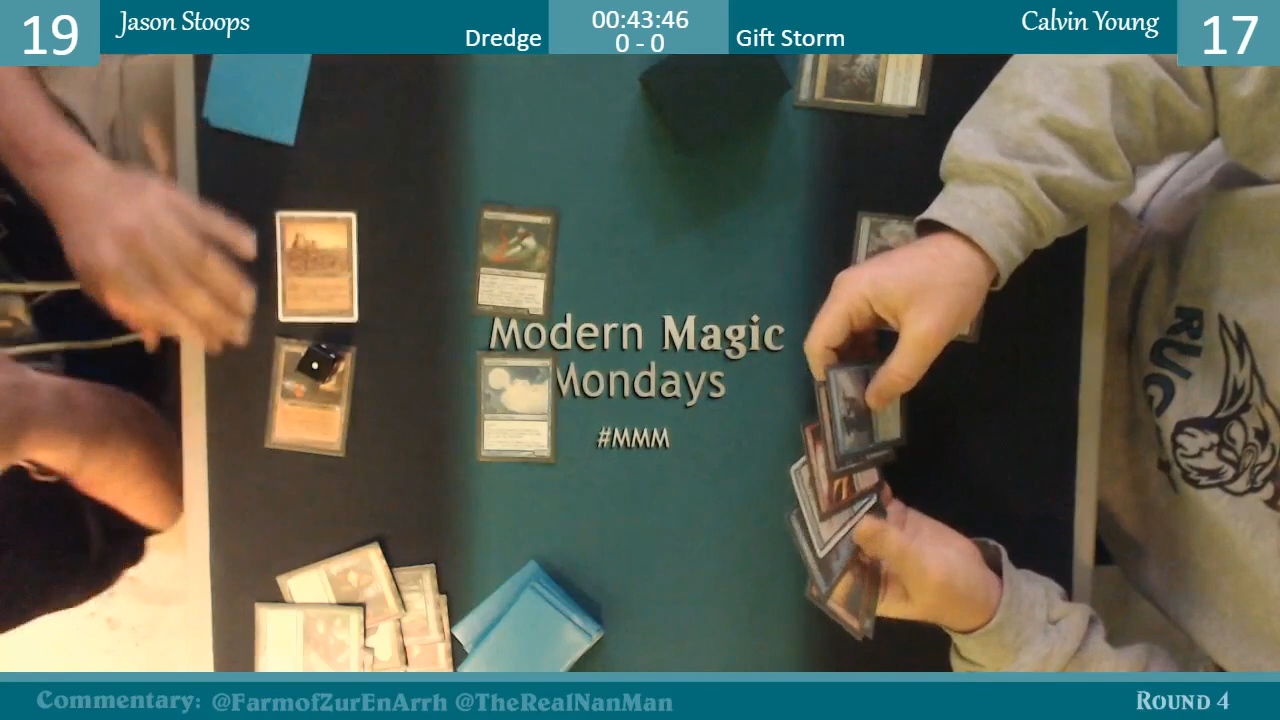 19
Jason Stoops
Dredge
00:43:46
0 - 0
Gift Storm
Calvin Young
17
Modern Magic
Mondays
#MMM
RUG
Commentary: @FarmofZurEnArrh @TheRealNanMan
ROUND 4